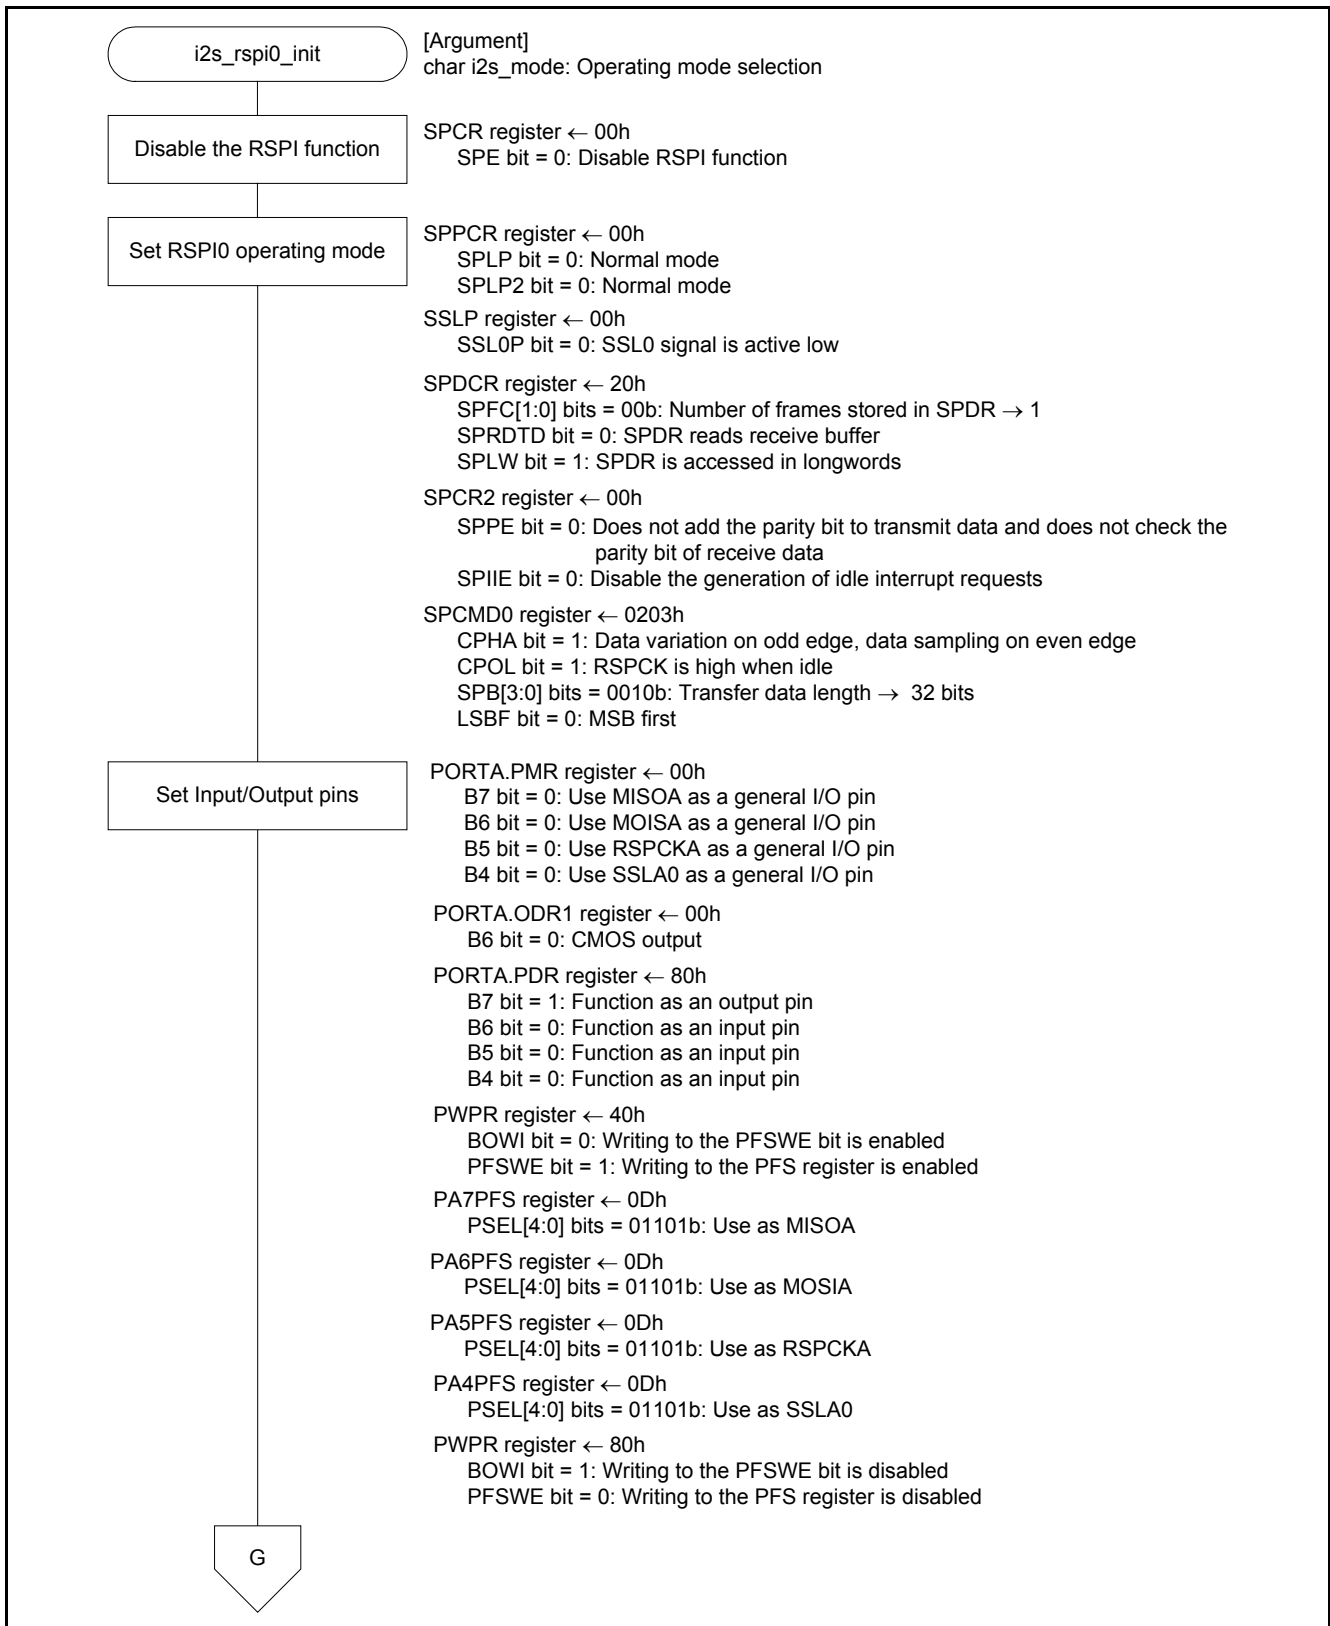 i2s_rspi0_init
[Argument]
char i2s_mode: Operating mode selection
Disable the RSPI function
SPCR register ← 00h
SPE bit = 0: Disable RSPI function
Set RSPI0 operating mode
SPPCR register ← 00h
SPLP bit = 0: Normal mode
SPLP2 bit = 0: Normal mode
SSLP register ← 00h
SSL0P bit = 0: SSL0 signal is active low
SPDCR register ← 20h
SPFC[1:0] bits = 00b: Number of frames stored in SPDR → 1
SPRDTD bit = 0: SPDR reads receive buffer
SPLW bit = 1: SPDR is accessed in longwords
SPCR2 register ← 00h
SPPE bit = 0: Does not add the parity bit to transmit data and does not check the
parity bit of receive data
SPIIE bit = 0: Disable the generation of idle interrupt requests
SPCMD0 register ← 0203h
CPHA bit = 1: Data variation on odd edge, data sampling on even edge
CPOL bit = 1: RSPCK is high when idle
SPB[3:0] bits = 0010b: Transfer data length → 32 bits
LSBF bit = 0: MSB first
Set Input/Output pins
PORTA.PMR register ← 00h
B7 bit = 0: Use MISOA as a general I/O pin
B6 bit = 0: Use MOISA as a general I/O pin
B5 bit = 0: Use RSPCKA as a general I/O pin
B4 bit = 0: Use SSLA0 as a general I/O pin
PORTA.ODR1 register ← 00h
B6 bit = 0: CMOS output
PORTA.PDR register ← 80h
B7 bit = 1: Function as an output pin
B6 bit = 0: Function as an input pin
B5 bit = 0: Function as an input pin
B4 bit = 0: Function as an input pin
PWPR register ← 40h
BOWI bit = 0: Writing to the PFSWE bit is enabled
PFSWE bit = 1: Writing to the PFS register is enabled
PA7PFS register ← 0Dh
PSEL[4:0] bits = 01101b: Use as MISOA
PA6PFS register ← 0Dh
PSEL[4:0] bits = 01101b: Use as MOSIA
PA5PFS register ← 0Dh
PSEL[4:0] bits = 01101b: Use as RSPCKA
PA4PFS register ← 0Dh
PSEL[4:0] bits = 01101b: Use as SSLA0
PWPR register ← 80h
BOWI bit = 1: Writing to the PFSWE bit is disabled
PFSWE bit = 0: Writing to the PFS register is disabled
G